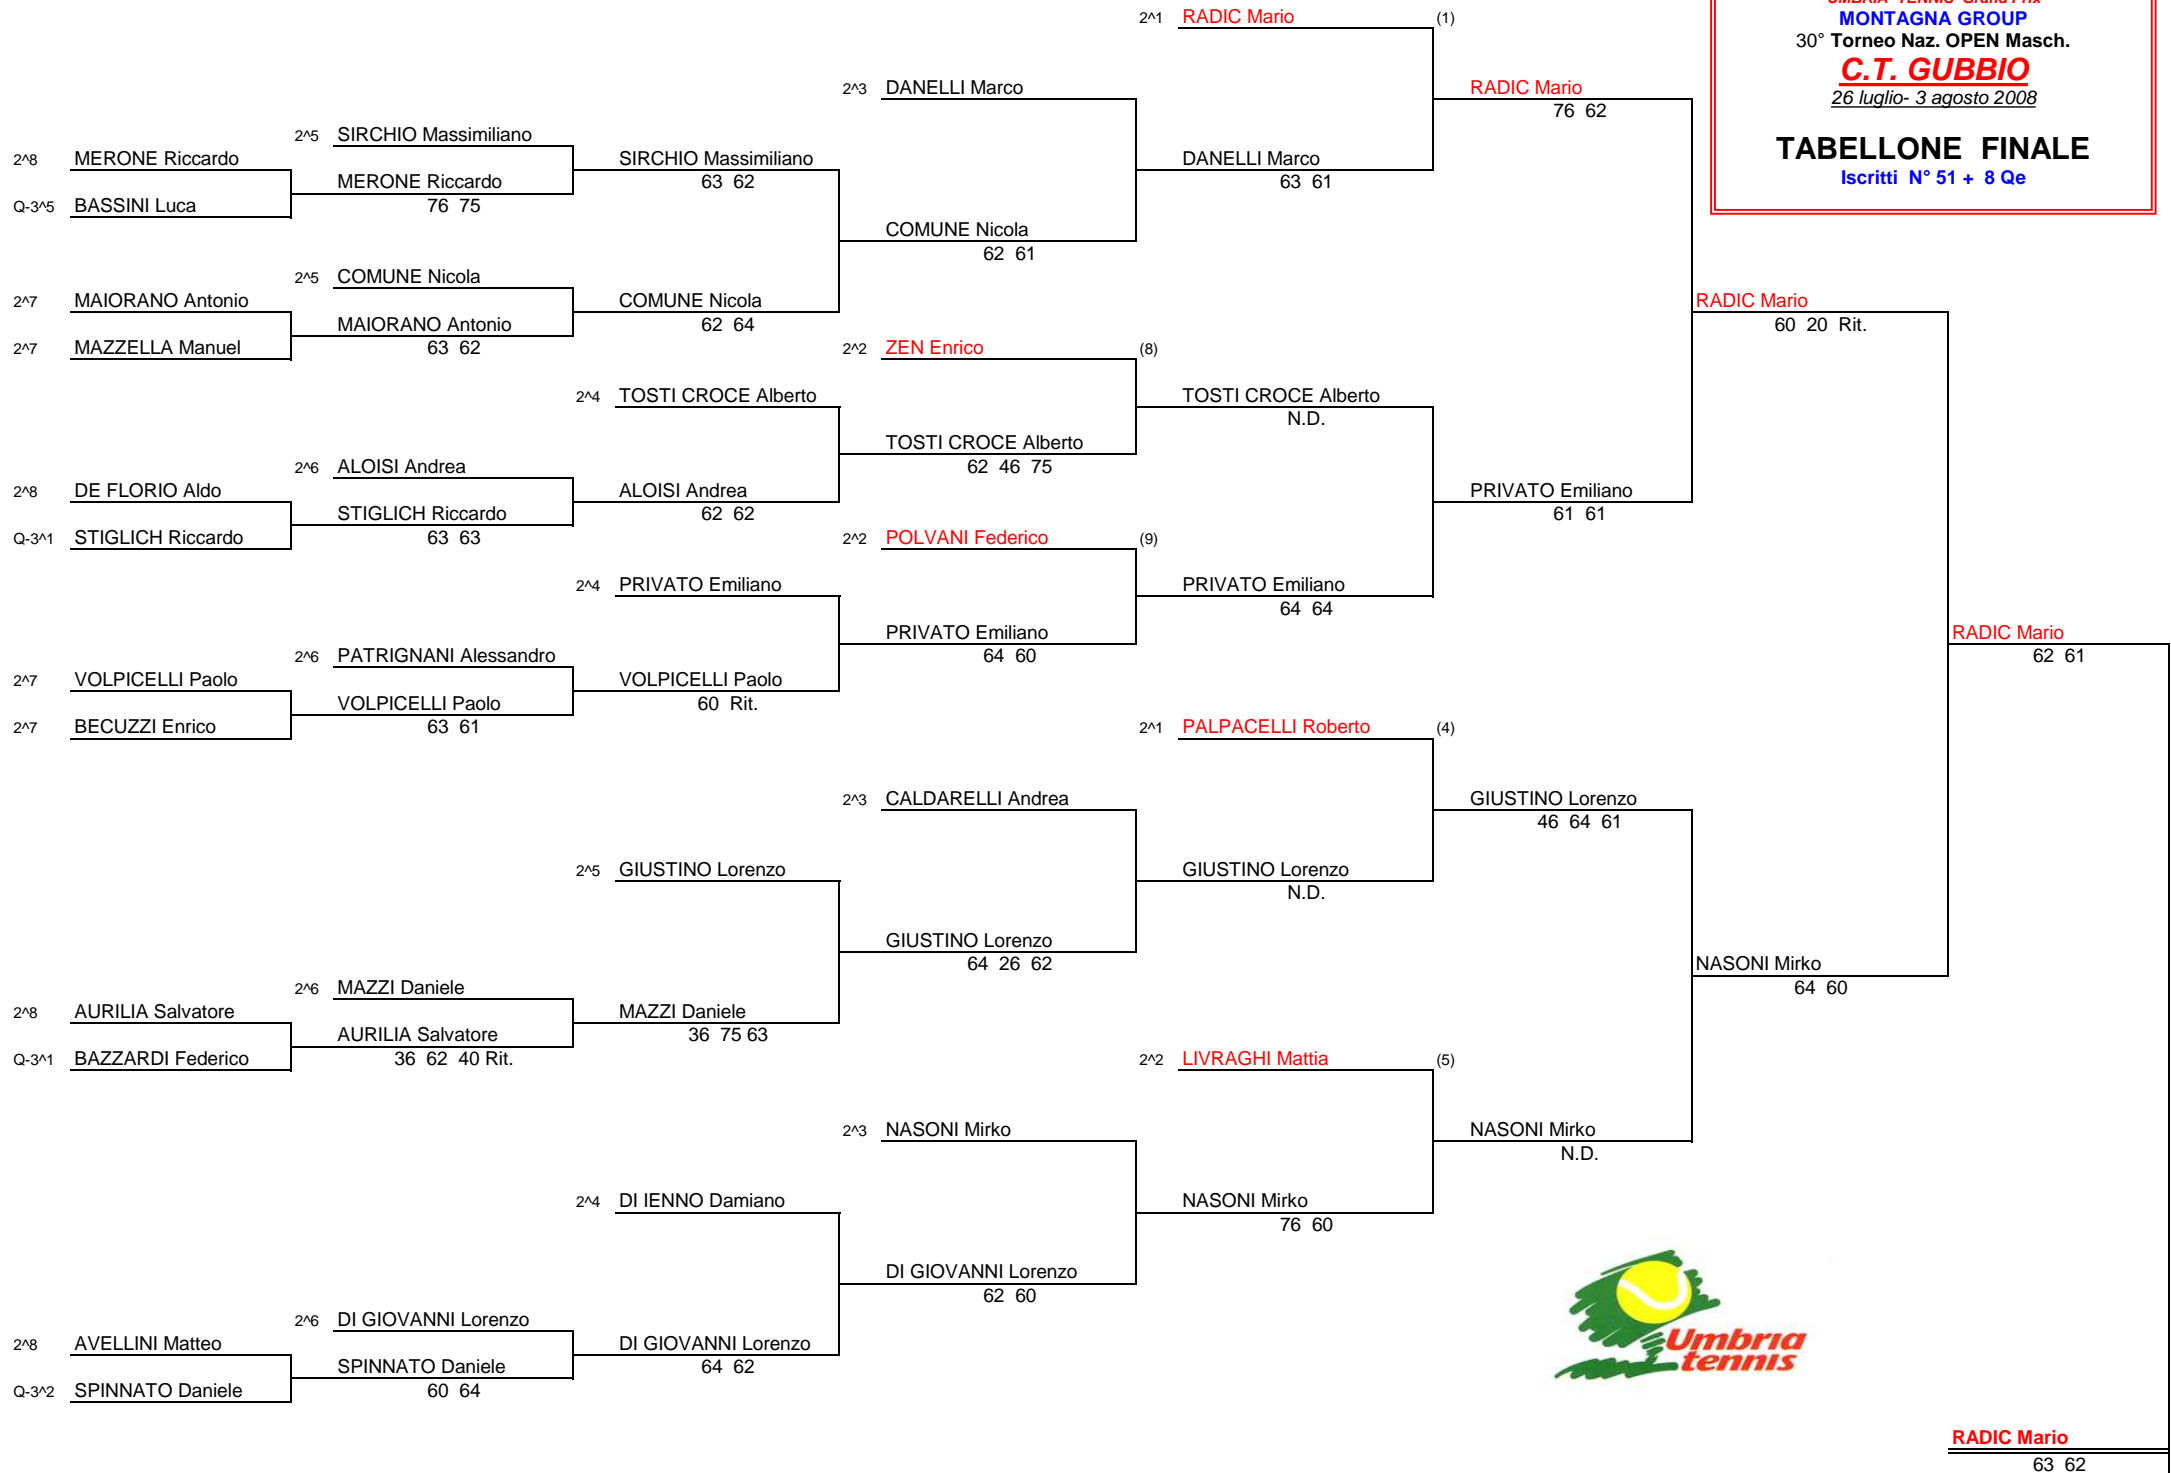 UMBRIA TENNIS Grand Prix
MONTAGNA GROUP
30° Torneo Naz. OPEN Masch.
C.T. GUBBIO
26 luglio- 3 agosto 2008
TABELLONE FINALE
Iscritti N° 51 + 8 Qe
2^8 MERONE Riccardo
Q-3^5 BASSINI Luca
2^7 MAIORANO Antonio
2^7 MAZZELLA Manuel
2^8 DE FLORIO Aldo
Q-3^1 STIGLICH Riccardo
2^7 VOLPICELLI Paolo
2^7 BECUZZI Enrico
2^8 AURILIA Salvatore
Q-3^1 BAZZARDI Federico
2^8 AVELLINI Matteo
Q-3^2 SPINNATO Daniele
2^5 SIRCHIO Massimiliano
MERONE Riccardo
76 75
2^5 COMUNE Nicola
MAIORANO Antonio
63 62
2^6 ALOISI Andrea
STIGLICH Riccardo
63 63
2^6 PATRIGNANI Alessandro
VOLPICELLI Paolo
63 61
2^6 MAZZI Daniele
AURILIA Salvatore
36 62 40 Rit.
2^6 DI GIOVANNI Lorenzo
SPINNATO Daniele
60 64
SIRCHIO Massimiliano
63 62
COMUNE Nicola
62 64
2^4 TOSTI CROCE Alberto
ALOISI Andrea
62 62
2^4 PRIVATO Emiliano
VOLPICELLI Paolo
60 Rit.
2^5 GIUSTINO Lorenzo
MAZZI Daniele
36 75 63
2^4 DI IENNO Damiano
DI GIOVANNI Lorenzo
64 62
2^3 DANELLI Marco
COMUNE Nicola
62 61
2^2 ZEN Enrico (8)
TOSTI CROCE Alberto
62 46 75
2^2 POLVANI Federico (9)
PRIVATO Emiliano
64 60
2^3 CALDARELLI Andrea
GIUSTINO Lorenzo
64 26 62
2^3 NASONI Mirko
DI GIOVANNI Lorenzo
62 60
2^1 RADIC Mario (1)
DANELLI Marco
63 61
TOSTI CROCE Alberto
N.D.
PRIVATO Emiliano
64 64
2^1 PALPACELLI Roberto (4)
GIUSTINO Lorenzo
N.D.
2^2 LIVRAGHI Mattia (5)
NASONI Mirko
76 60
RADIC Mario
76 62
PRIVATO Emiliano
61 61
GIUSTINO Lorenzo
46 64 61
NASONI Mirko
N.D.
RADIC Mario
60 20 Rit.
NASONI Mirko
64 60
RADIC Mario
62 61
Umbria
tennis
RADIC Mario
63 62